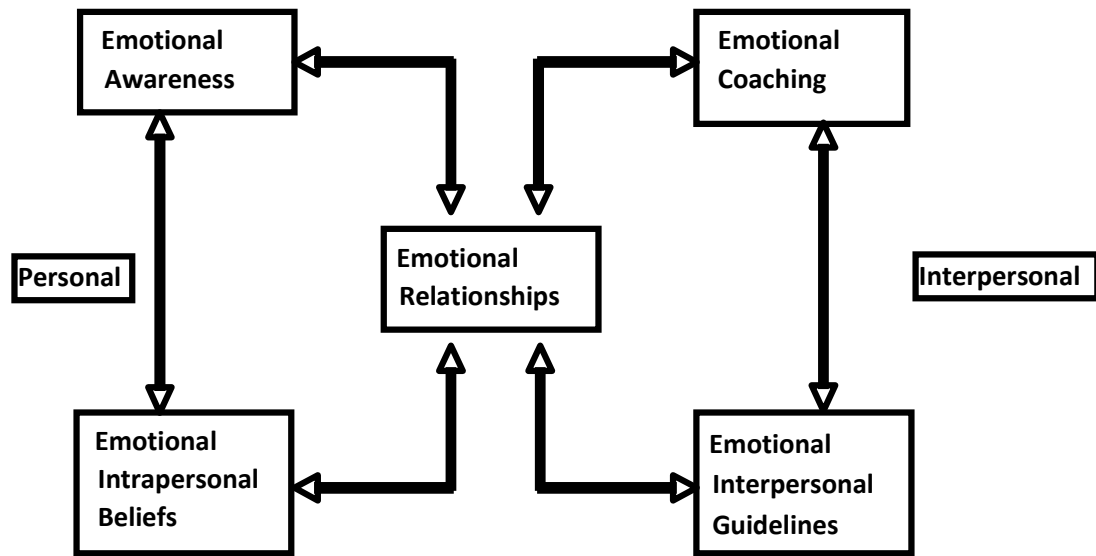 Emotional
Awareness
Emotional
Coaching
Personal
Emotional
Relationships
Interpersonal
Emotional
Intrapersonal
Beliefs
Emotional
Interpersonal
Guidelines